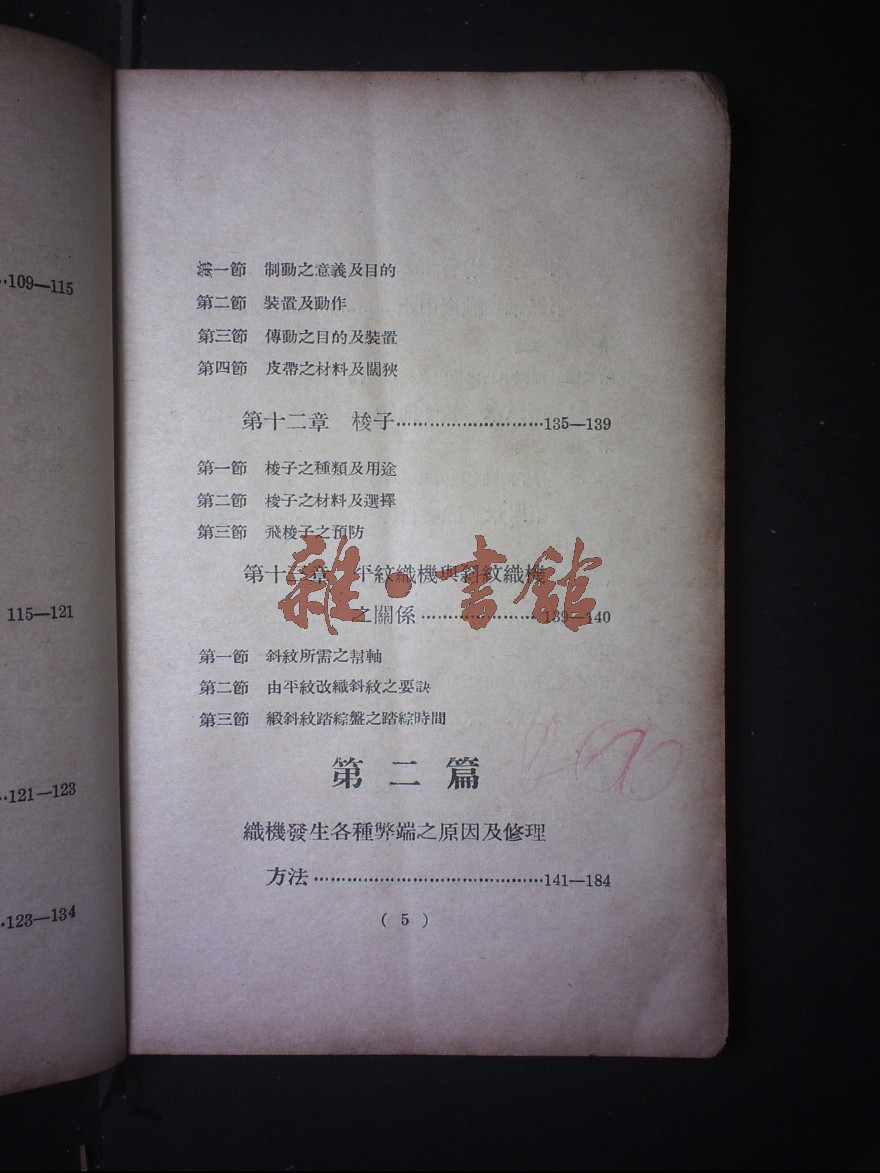 ··109—115
115—121
··121—123
·123—134
第一節 制動之意義及目的
第二節 裝置及動作
第三節 傳動之目的及裝置
第四節 皮帶之材料及闊狹
第十二章 梭子…………………………135—139
第一節 梭子之種類及用途
第二節 梭子之材料及選擇
第三節 飛梭子之預防
第十三章 平紋織機與斜紋織機
之關係……………………139—140
第一節 斜紋所需之幇軸
第二節 由平紋改織斜紋之要訣
第三節 緞斜紋踏綜盤之踏綜時間
第二篇
織機發生各種弊端之原因及修理
方法………………………………………141—184
( 5 )
雜·書館